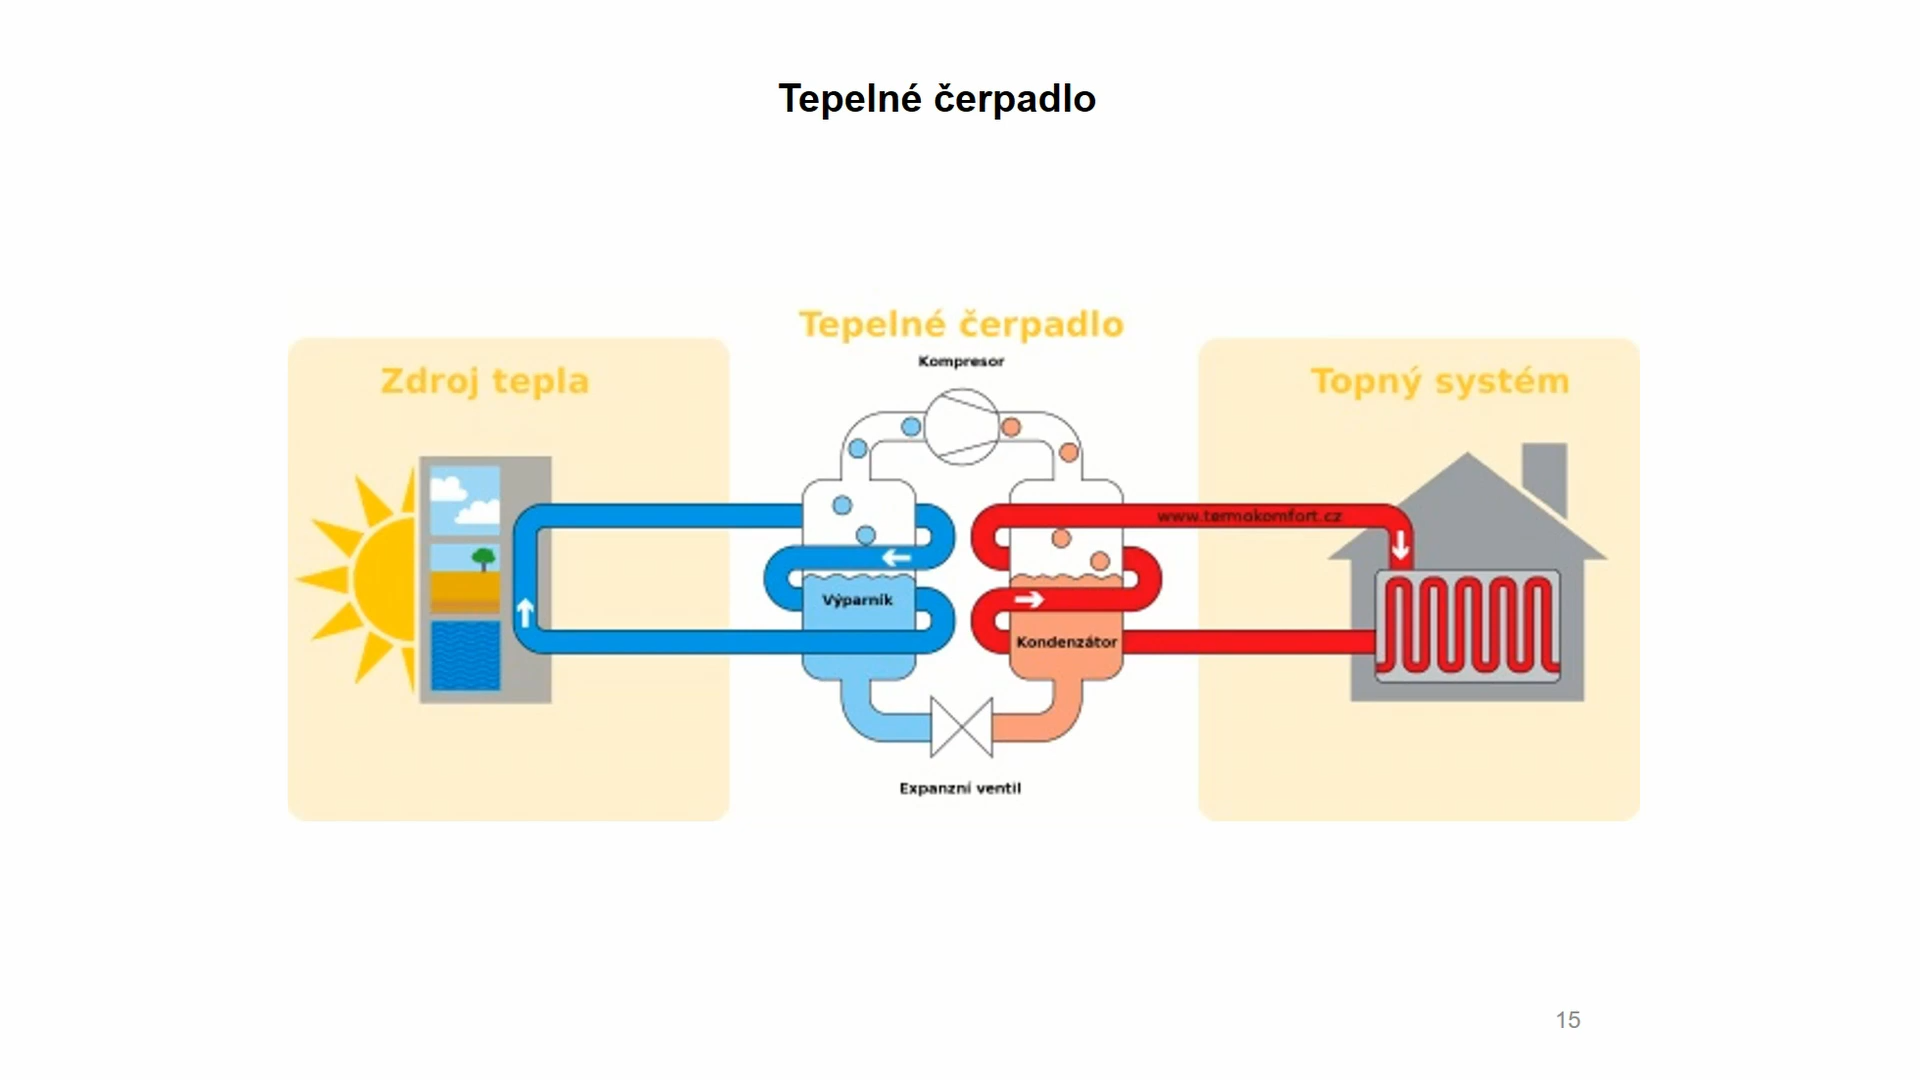 Tepelné čerpadlo
Tepelné čerpadlo
Kompresor
Zdroj tepla
Topný systém
www.termokomfort.cz
Výparník
Kondenzátor
Expanzní ventil
15